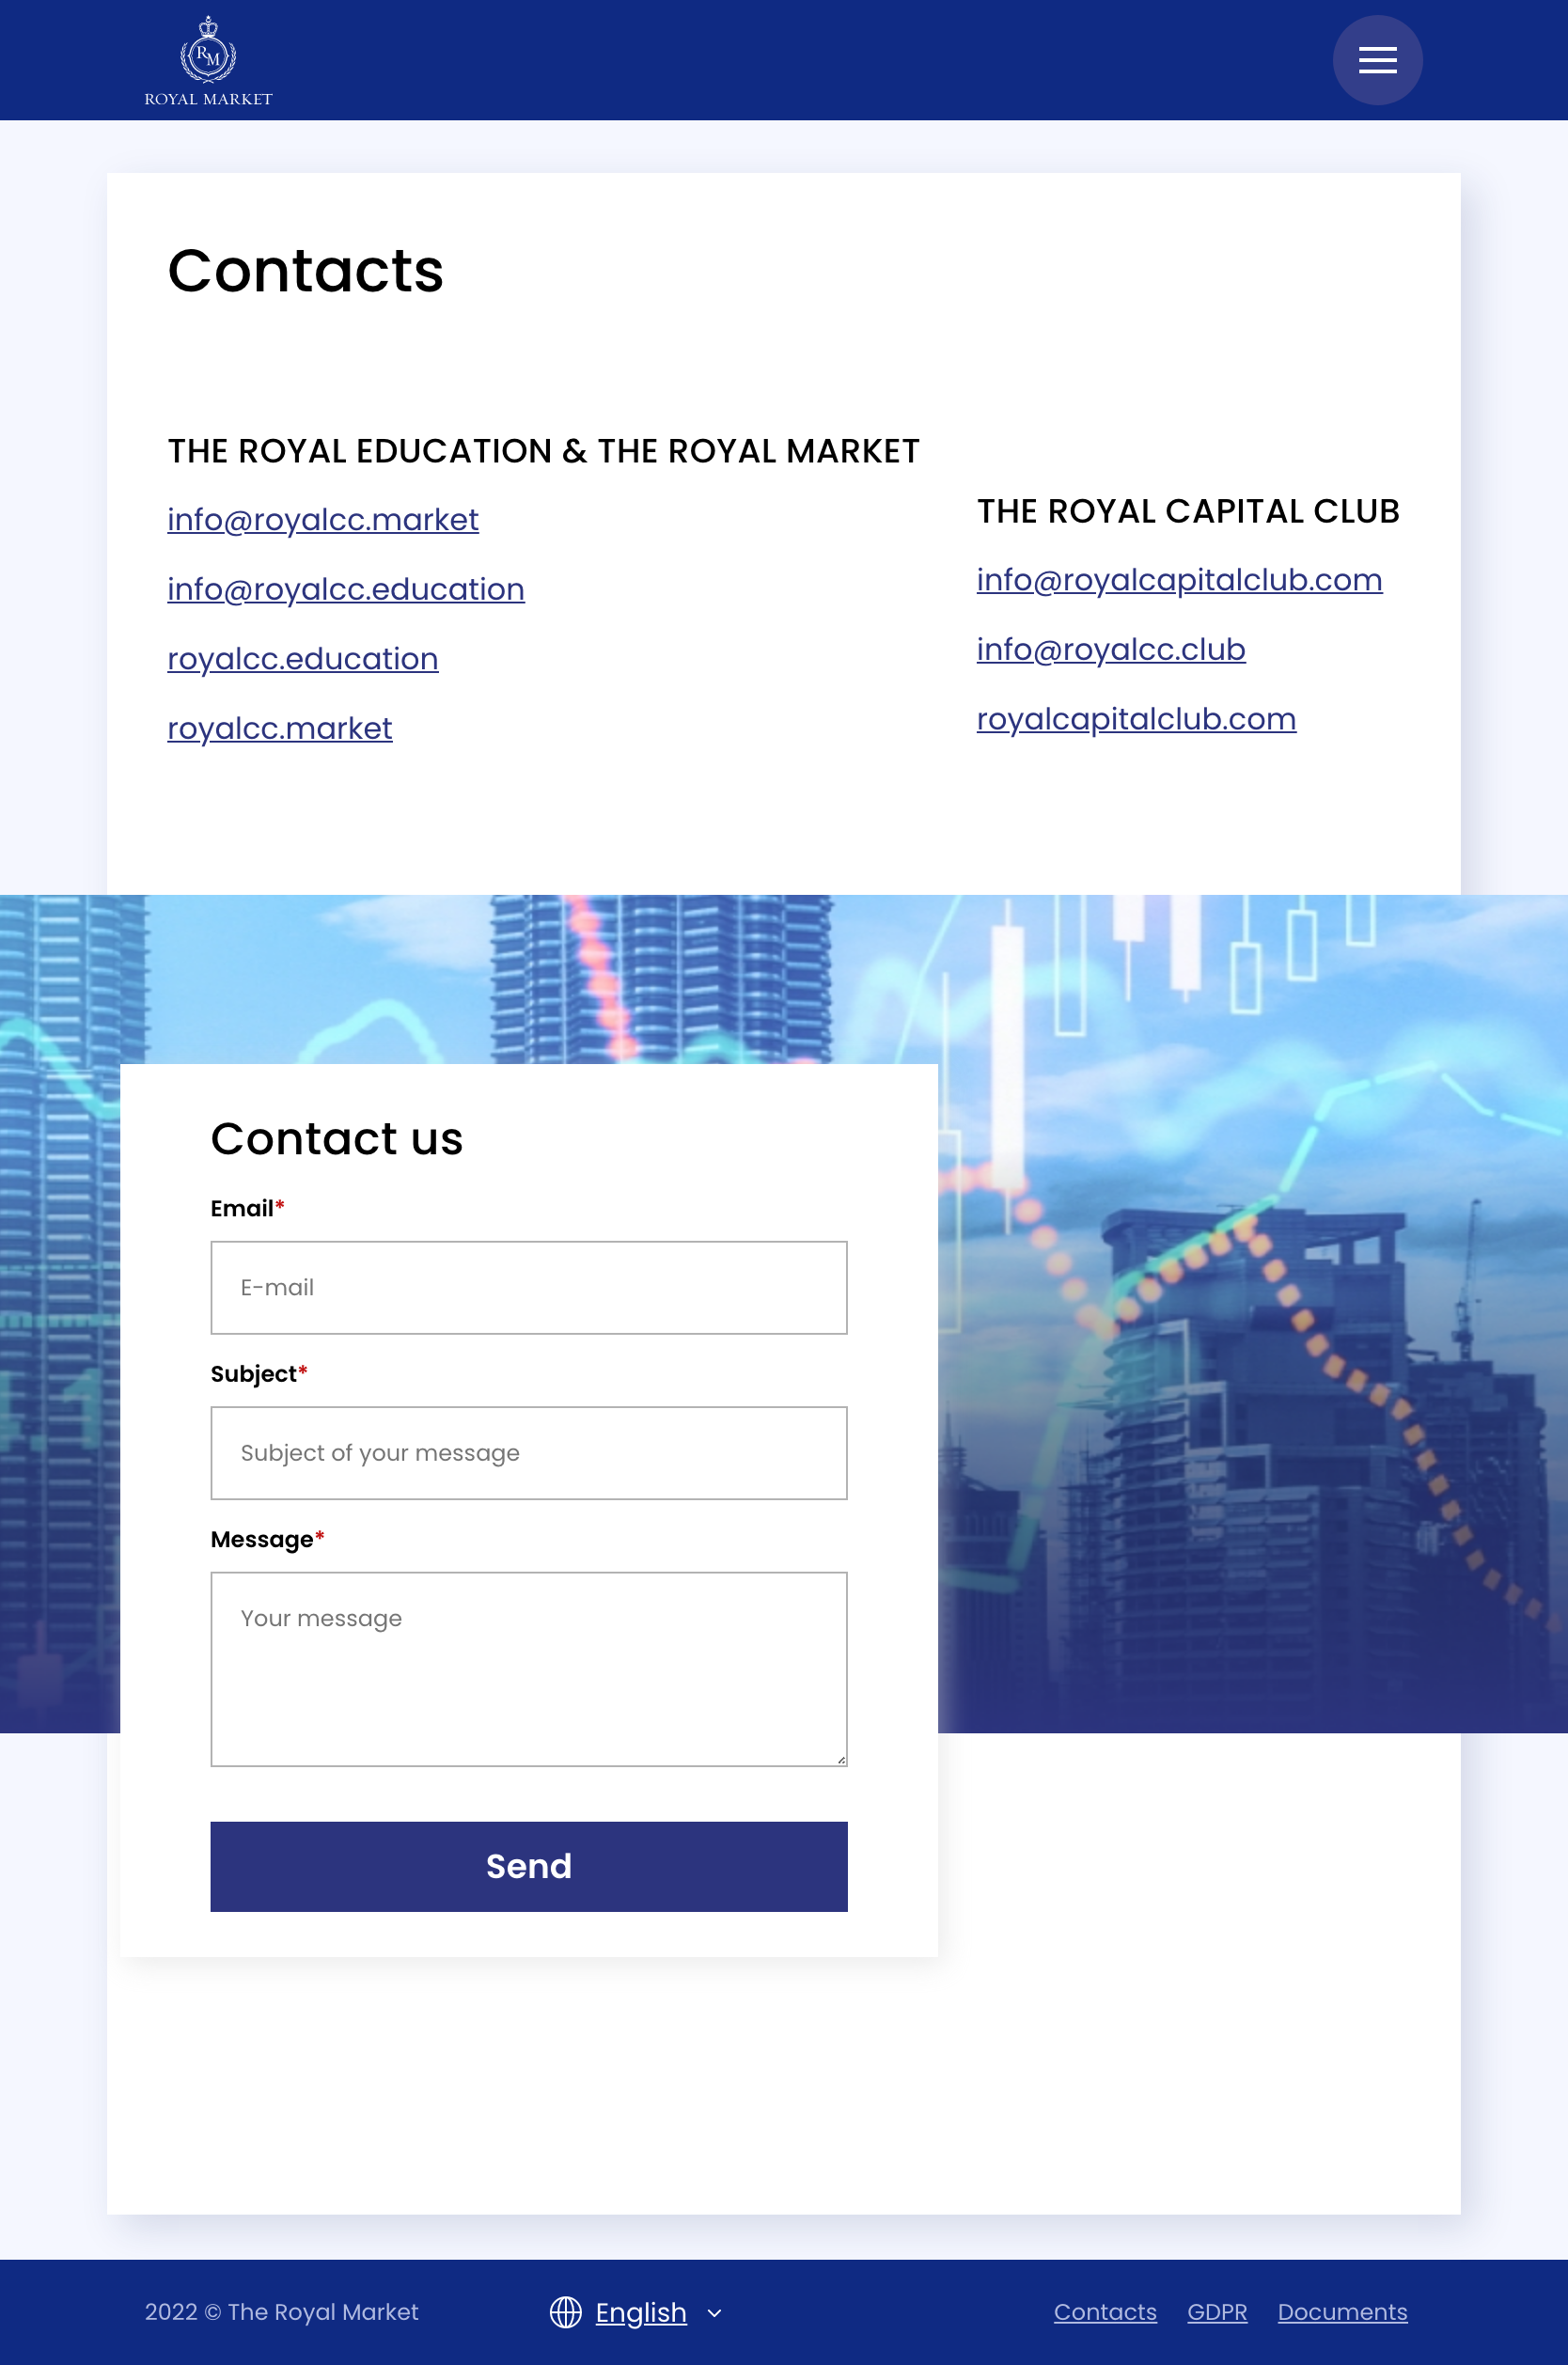 RM
ROYAL MARKET
Contacts
THE ROYAL EDUCATION & THE ROYAL MARKET
info@royalcc.market
info@royalcc.education
royalcc.education
royalcc.market
THE ROYAL CAPITAL CLUB
info@royalcapitalclub.com
info@royalcc.club
royalcapitalclub.com
Contact us
Email*
E-mail
Subject*
Subject of your message
Message*
Your message
Send
2022 © The Royal Market
English
Contacts GDPR Documents